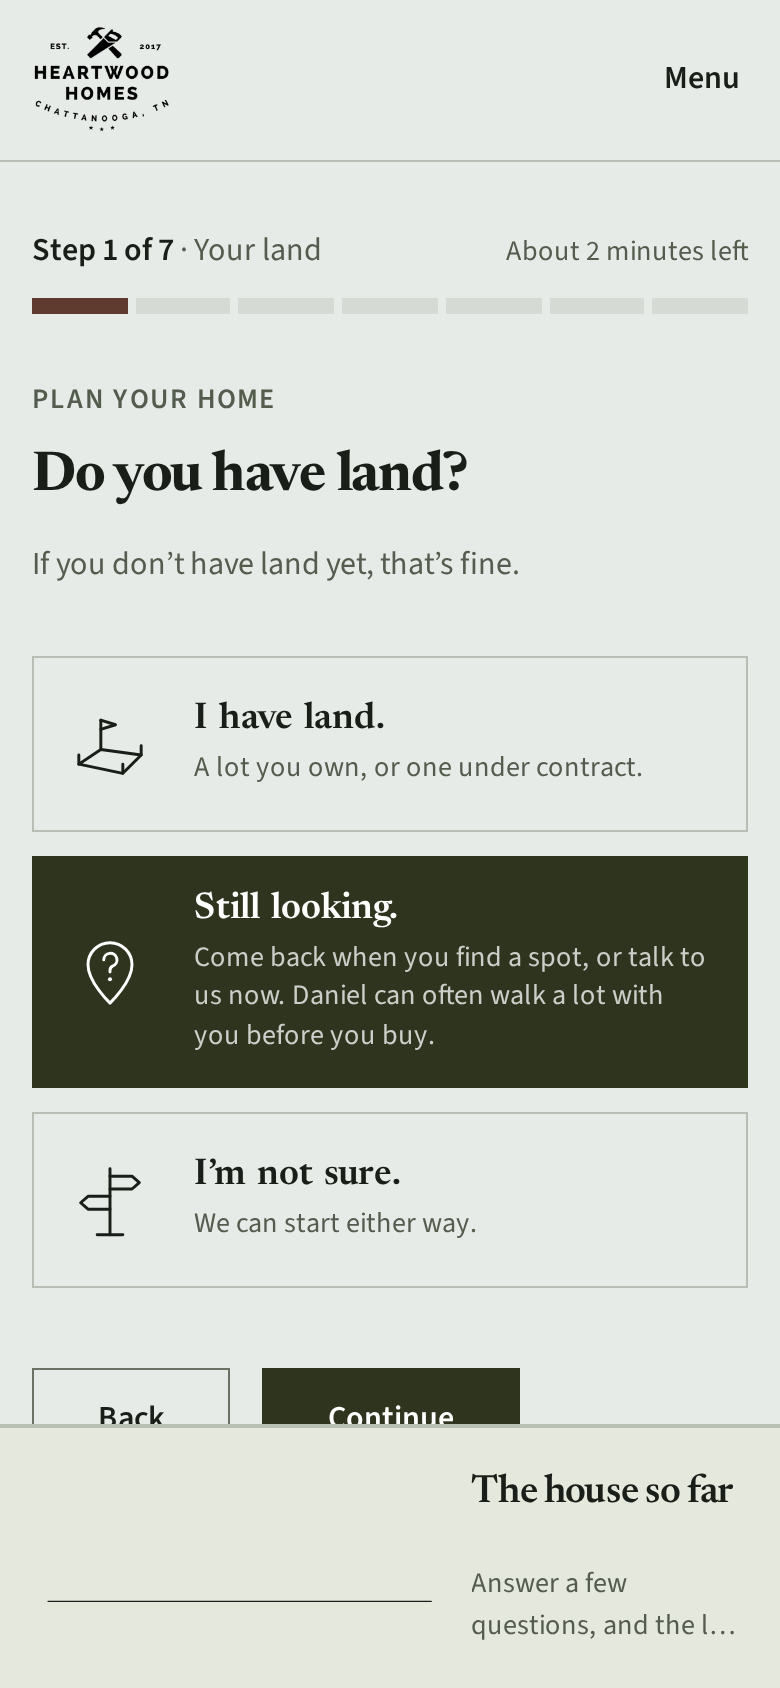 EST. 2017
HEARTWOOD
HOMES
CHATTANOOGA, TN
Menu
Step 1 of 7 · Your land
About 2 minutes left
PLAN YOUR HOME
Do you have land?
If you don’t have land yet, that’s fine.
I have land.
A lot you own, or one under contract.
Still looking.
Come back when you find a spot, or talk to
us now. Daniel can often walk a lot with
you before you buy.
I’m not sure.
We can start either way.
Back
Continue
The house so far
Answer a few
questions, and the l…